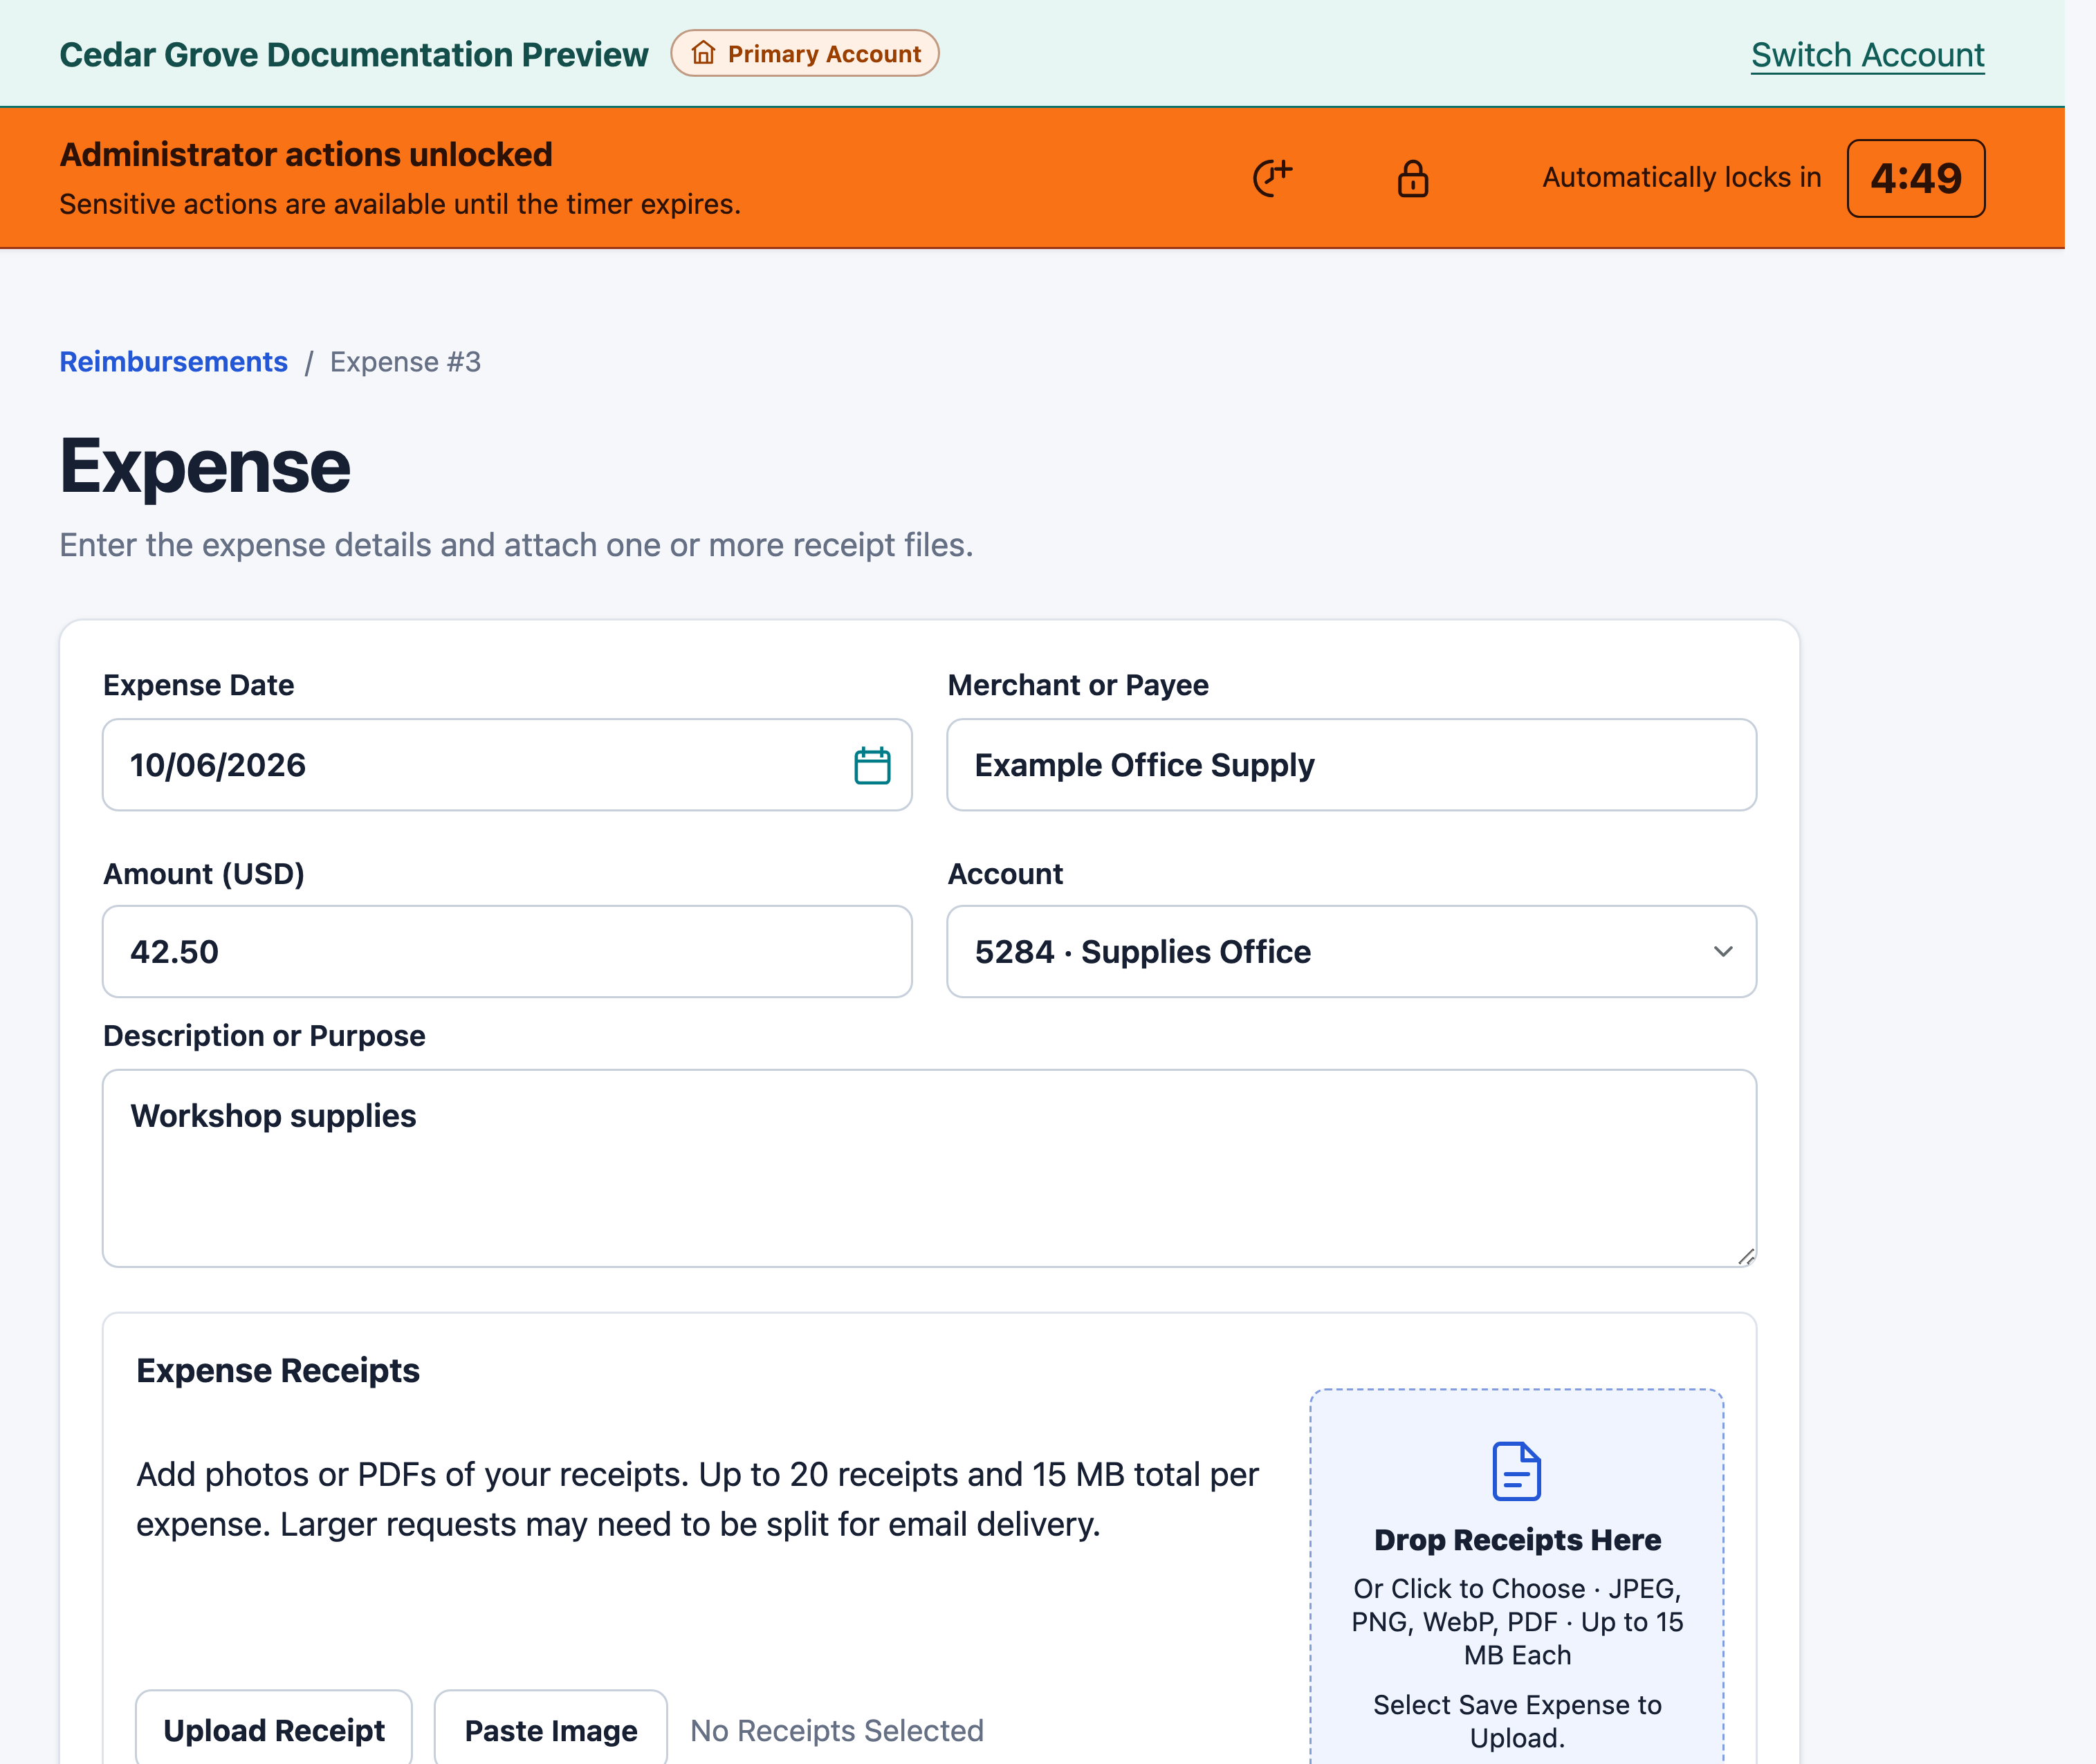 Cedar Grove Documentation Preview
Primary Account
Switch Account
Administrator actions unlocked
Sensitive actions are available until the timer expires.
Automatically locks in
4:49
Reimbursements / Expense #3
Expense
Enter the expense details and attach one or more receipt files.
Expense Date
Merchant or Payee
10/06/2026
Example Office Supply
Amount (USD)
Account
42.50
5284 · Supplies Office
Description or Purpose
Workshop supplies
Expense Receipts
Add photos or PDFs of your receipts. Up to 20 receipts and 15 MB total per
expense. Larger requests may need to be split for email delivery.
Drop Receipts Here
Or Click to Choose · JPEG,
PNG, WebP, PDF · Up to 15
MB Each
Select Save Expense to
Upload.
Upload Receipt
Paste Image
No Receipts Selected